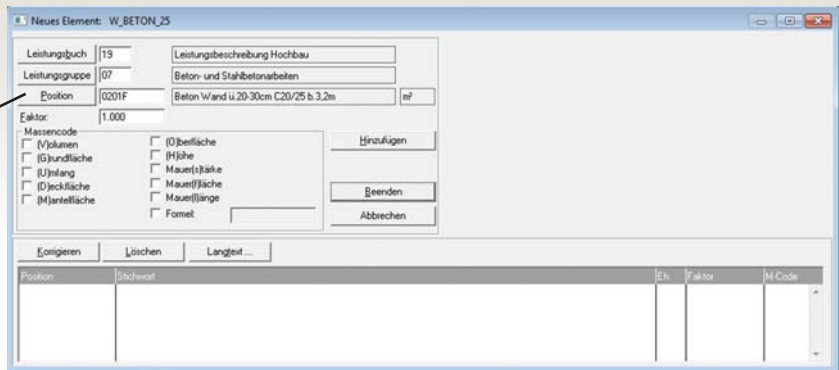 Neues Element: W_BETON_25
Leistungsbuch 19 Leistungsbeschreibung Hochbau
Leistungsgruppe 07 Beton- und Stahlbetonarbeiten
Position 0201F Beton Wand ü.20-30cm C20/25 b.3,2m m²
Faktor: 1.000
Massencode
(V)olumen
(G)rundfläche
(U)mfang
(D)eckfläche
(M)antelfläche
(O)berfläche
(H)öhe
Mauer(s)tärke
Mauer(f)läche
Mauer(l)änge
Formel:
Hinzufügen
Beenden
Abbrechen
Korrigieren Löschen Langtext ...
Position Stichwort Eh Faktor M-Code